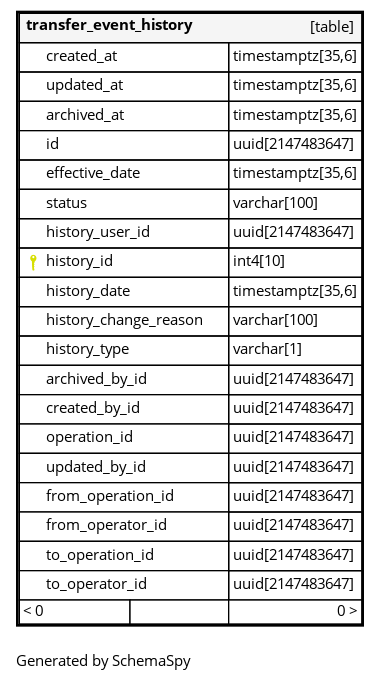 transfer_event_history [table]
created_at timestamptz[35,6]
updated_at timestamptz[35,6]
archived_at timestamptz[35,6]
id uuid[2147483647]
effective_date timestamptz[35,6]
status varchar[100]
history_user_id uuid[2147483647]
history_id int4[10]
history_date timestamptz[35,6]
history_change_reason varchar[100]
history_type varchar[1]
archived_by_id uuid[2147483647]
created_by_id uuid[2147483647]
operation_id uuid[2147483647]
updated_by_id uuid[2147483647]
from_operation_id uuid[2147483647]
from_operator_id uuid[2147483647]
to_operation_id uuid[2147483647]
to_operator_id uuid[2147483647]
< 0 0 >
Generated by SchemaSpy